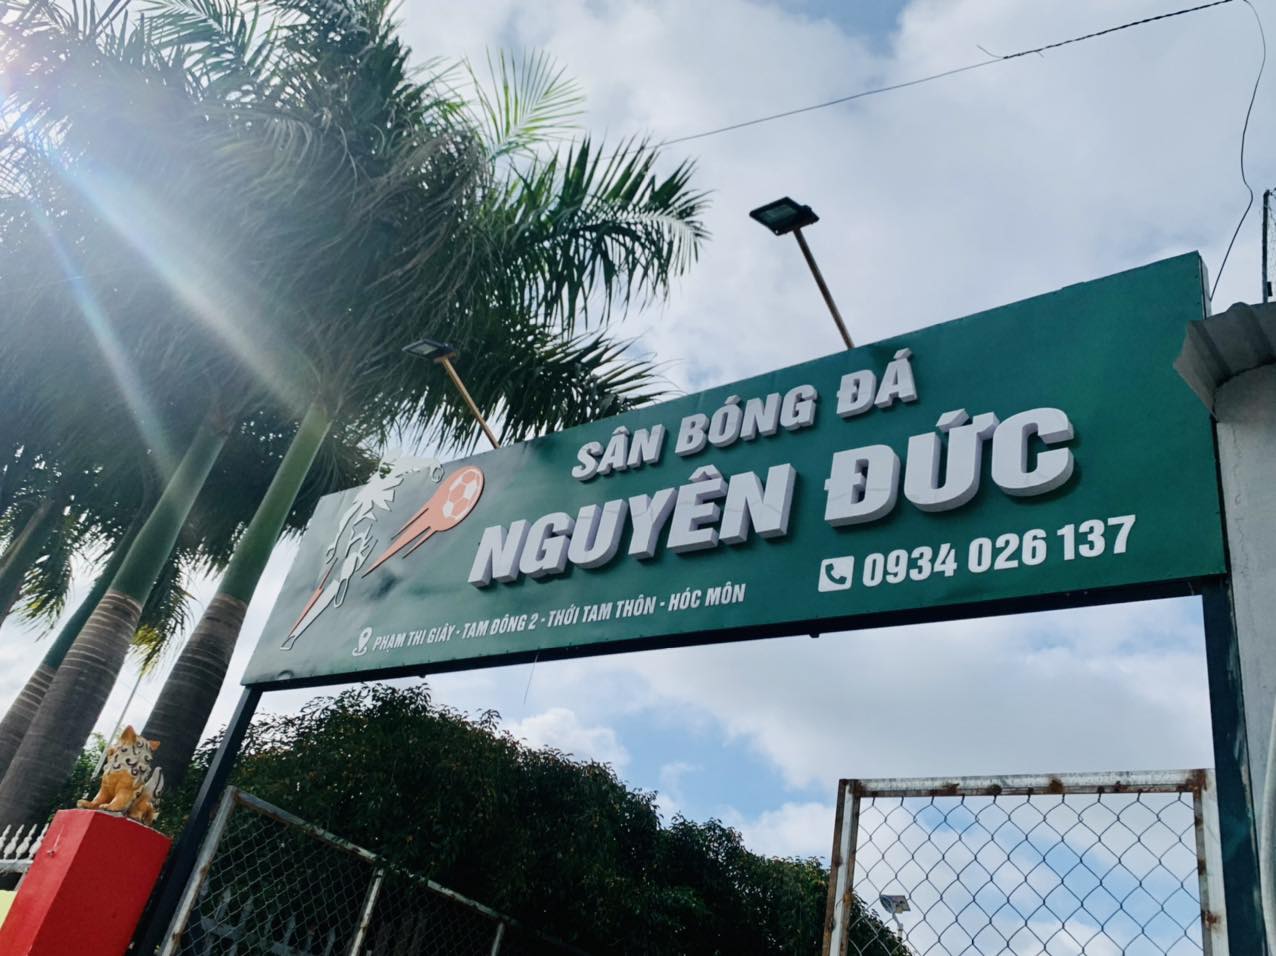 SÂN BÓNG ĐÁ
NGUYÊN ĐỨC
0934 026 137
PHẠM THỊ GIÂY - TAM ĐÔNG 2 - THỚI TAM THÔN - HÓC MÔN